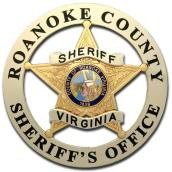 ROANOKE COUNTY
SHERIFF
VIRGINIA
SHERIFF'S OFFICE